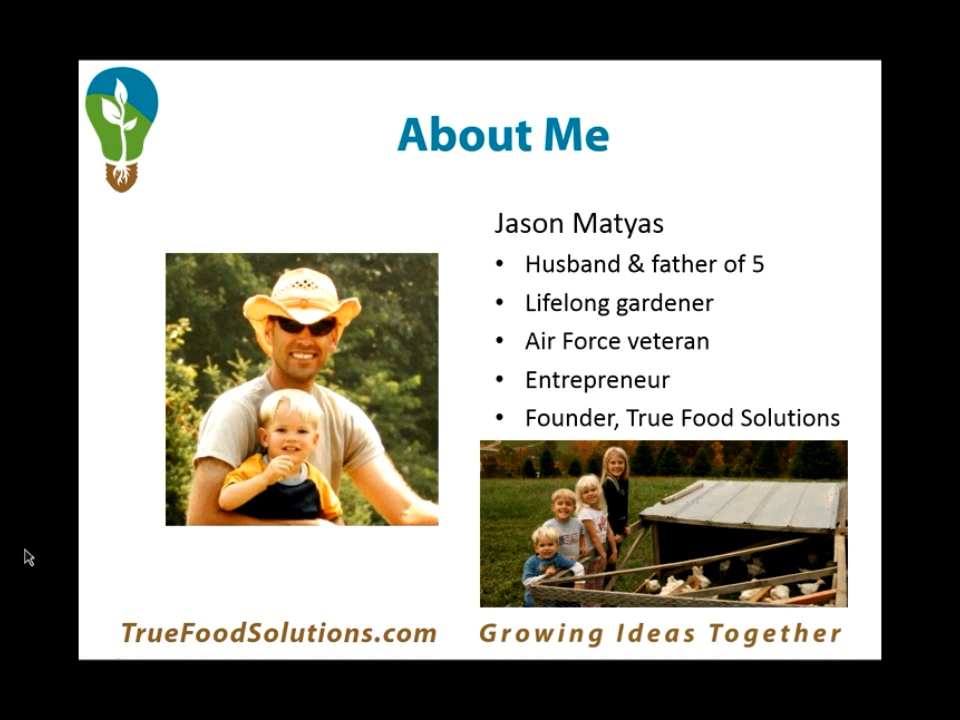 About Me
Jason Matyas
• Husband & father of 5
• Lifelong gardener
• Air Force veteran
• Entrepreneur
• Founder, True Food Solutions
TrueFoodSolutions.com
Growing Ideas Together